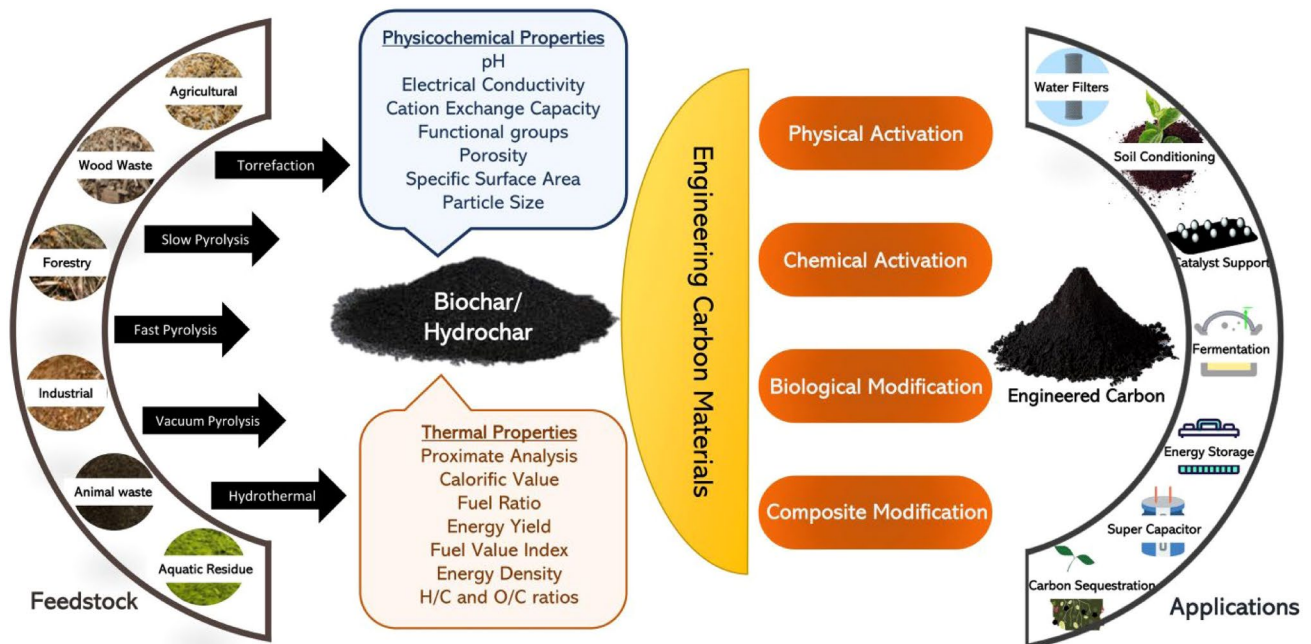 Agricultural
Wood Waste
Forestry
Industrial
Animal waste
Aquatic Residue
Feedstock
Torrefaction
Slow Pyrolysis
Fast Pyrolysis
Vacuum Pyrolysis
Hydrothermal
Physicochemical Properties
pH
Electrical Conductivity
Cation Exchange Capacity
Functional groups
Porosity
Specific Surface Area
Particle Size
Biochar/
Hydrochar
Thermal Properties
Proximate Analysis
Calorific Value
Fuel Ratio
Energy Yield
Fuel Value Index
Energy Density
H/C and O/C ratios
Engineering Carbon Materials
Physical Activation
Chemical Activation
Biological Modification
Composite Modification
Engineered Carbon
Water Filters
Soil Conditioning
Catalyst Support
Fermentation
Energy Storage
Super Capacitor
Carbon Sequestration
Applications